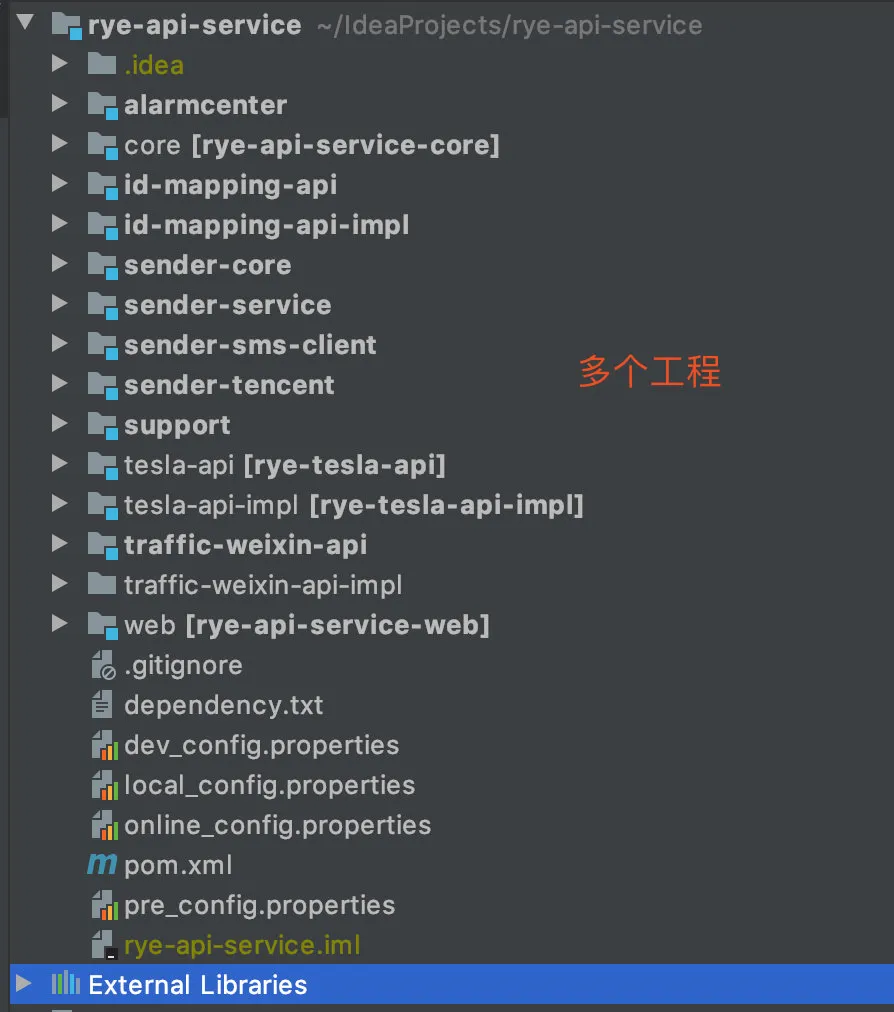 rye-api-service ~/IdeaProjects/rye-api-service
.idea
alarmcenter
core [rye-api-service-core]
id-mapping-api
id-mapping-api-impl
sender-core
sender-service
sender-sms-client
多个工程
sender-tencent
support
tesla-api [rye-tesla-api]
tesla-api-impl [rye-tesla-api-impl]
traffic-weixin-api
traffic-weixin-api-impl
web [rye-api-service-web]
.gitignore
dependency.txt
dev_config.properties
local_config.properties
online_config.properties
pom.xml
pre_config.properties
rye-api-service.iml
External Libraries